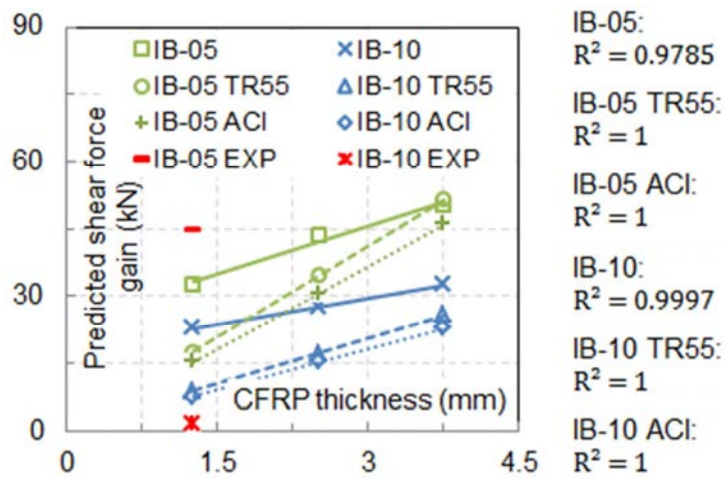 90
60
30
0
0
1.5
3
4.5
Predicted shear force
gain (kN)
CFRP thickness (mm)
IB-05
IB-10
IB-05 TR55
IB-10 TR55
IB-05 ACI
IB-10 ACI
IB-05 EXP
IB-10 EXP
IB-05:
R² = 0.9785
IB-05 TR55:
R² = 1
IB-05 ACI:
R² = 1
IB-10:
R² = 0.9997
IB-10 TR55:
R² = 1
IB-10 ACI:
R² = 1